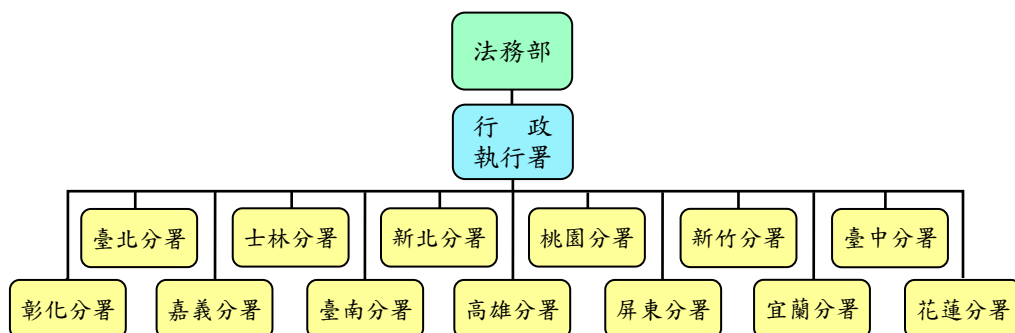 法務部
行 政
執行署
臺北分署
士林分署
新北分署
桃園分署
新竹分署
臺中分署
彰化分署
嘉義分署
臺南分署
高雄分署
屏東分署
宜蘭分署
花蓮分署